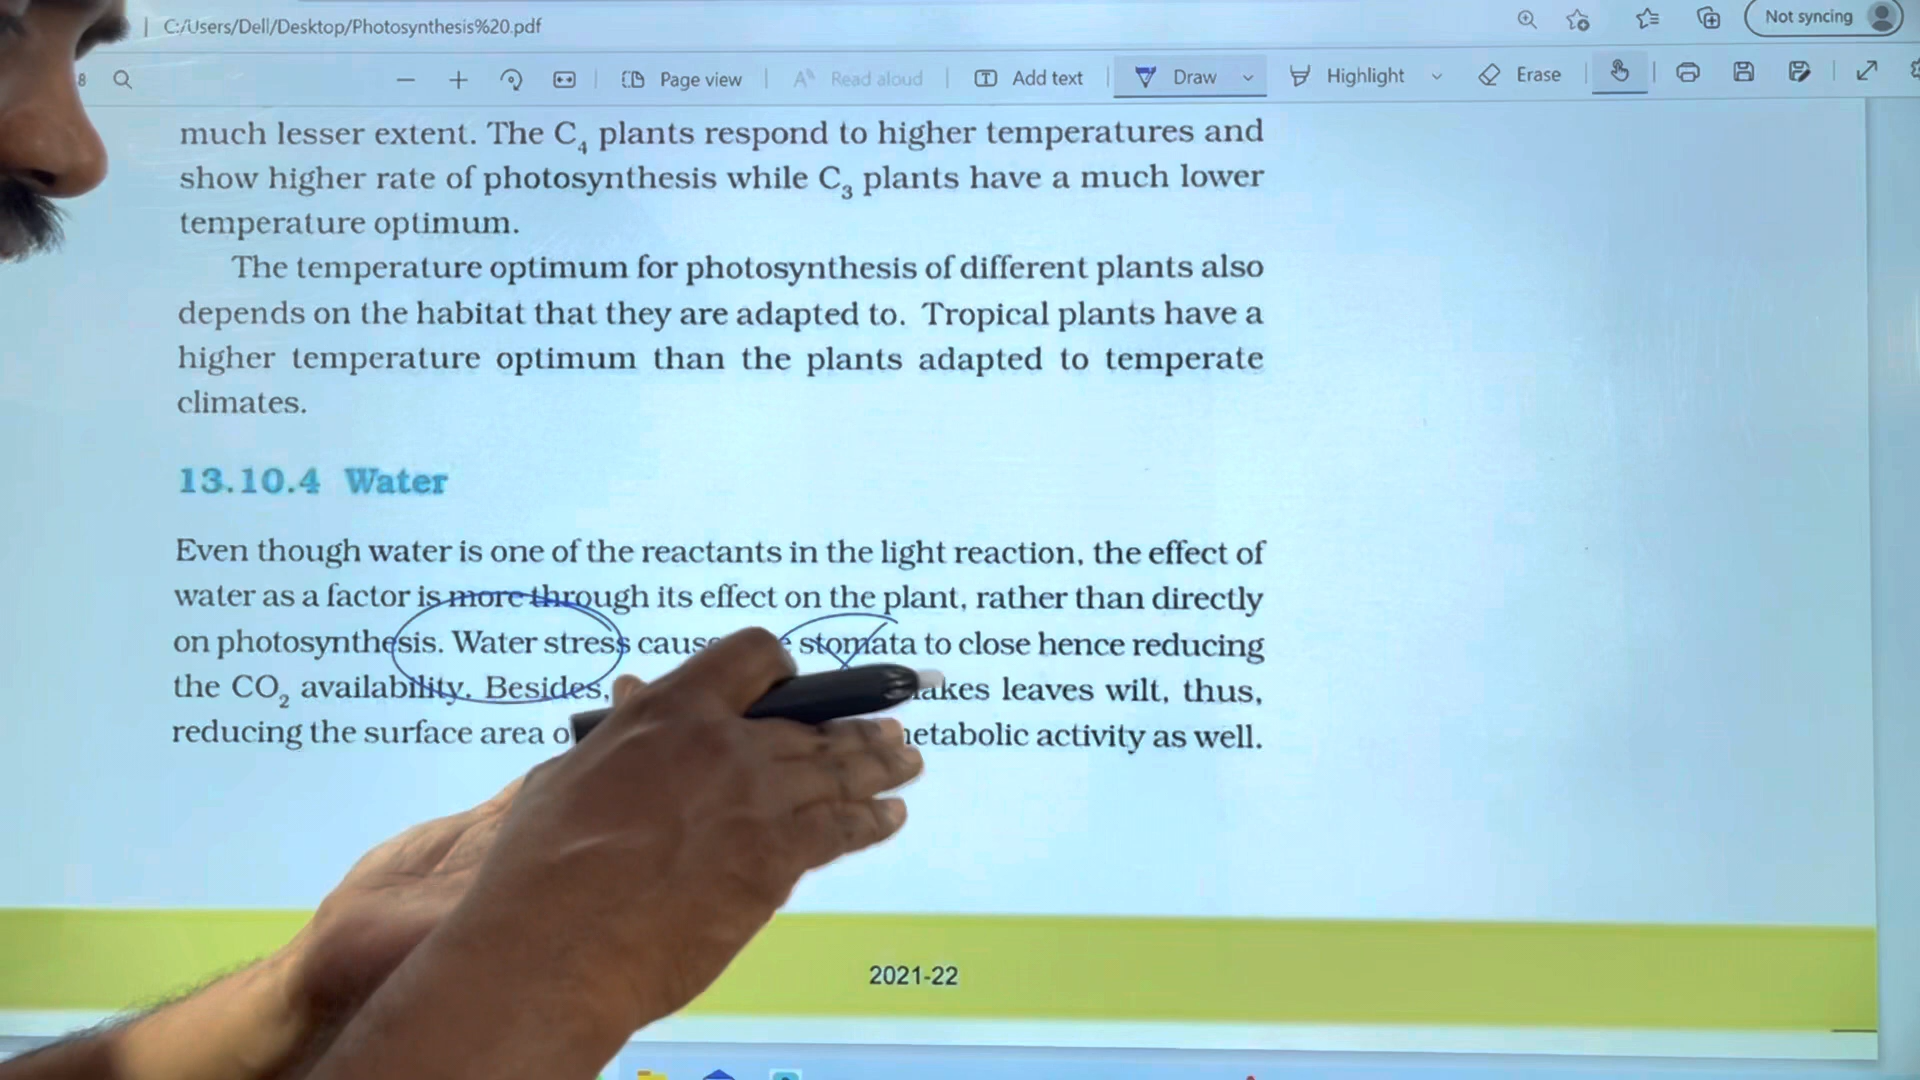 C:/Users/Dell/Desktop/Photosynthesis%20.pdf
Not syncing
8
Page view
Read aloud
Add text
Draw
Highlight
Erase
much lesser extent. The C₄ plants respond to higher temperatures and
show higher rate of photosynthesis while C₃ plants have a much lower
temperature optimum.
The temperature optimum for photosynthesis of different plants also
depends on the habitat that they are adapted to. Tropical plants have a
higher temperature optimum than the plants adapted to temperate
climates.
13.10.4 Water
Even though water is one of the reactants in the light reaction, the effect of
water as a factor is more through its effect on the plant, rather than directly
on photosynthesis. Water stress stomata to close hence reducing
the CO₂ availability. Besides, leaves wilt, thus,
reducing the surface area activity as well.
2021-22